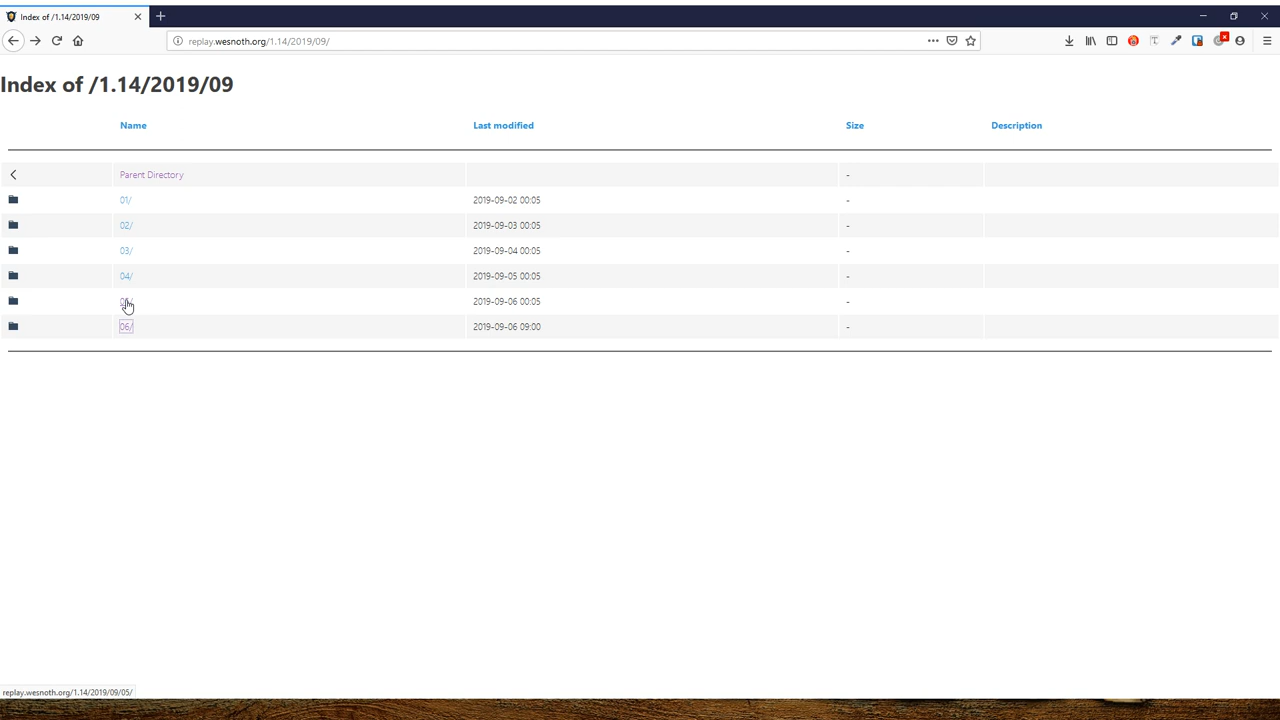 Index of /1.14/2019/09
replay.wesnoth.org/1.14/2019/09/
Index of /1.14/2019/09
Name Last modified Size Description
Parent Directory -
01/ 2019-09-02 00:05 -
02/ 2019-09-03 00:05 -
03/ 2019-09-04 00:05 -
04/ 2019-09-05 00:05 -
2019-09-06 00:05 -
06/ 2019-09-06 09:00 -
replay.wesnoth.org/1.14/2019/09/05/